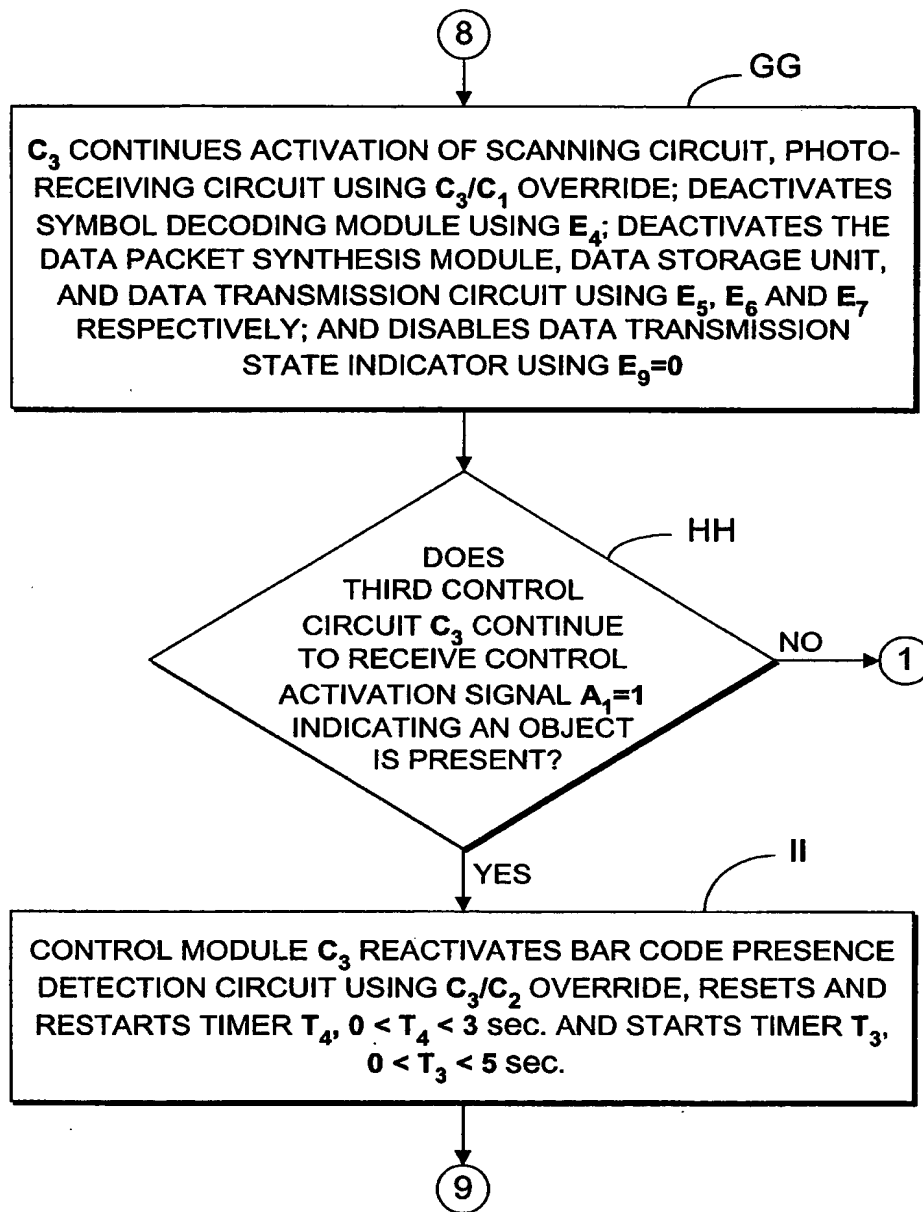 8
GG
C3 CONTINUES ACTIVATION OF SCANNING CIRCUIT, PHOTO-
RECEIVING CIRCUIT USING C3/C1 OVERRIDE; DEACTIVATES
SYMBOL DECODING MODULE USING E4; DEACTIVATES THE
DATA PACKET SYNTHESIS MODULE, DATA STORAGE UNIT,
AND DATA TRANSMISSION CIRCUIT USING E5, E6 AND E7
RESPECTIVELY; AND DISABLES DATA TRANSMISSION
STATE INDICATOR USING E9=0
HH
DOES
THIRD CONTROL
CIRCUIT C3 CONTINUE
TO RECEIVE CONTROL
ACTIVATION SIGNAL A1=1
INDICATING AN OBJECT
IS PRESENT?
NO
1
YES
II
CONTROL MODULE C3 REACTIVATES BAR CODE PRESENCE
DETECTION CIRCUIT USING C3/C2 OVERRIDE, RESETS AND
RESTARTS TIMER T4, 0 < T4 < 3 sec. AND STARTS TIMER T3,
0 < T3 < 5 sec.
9